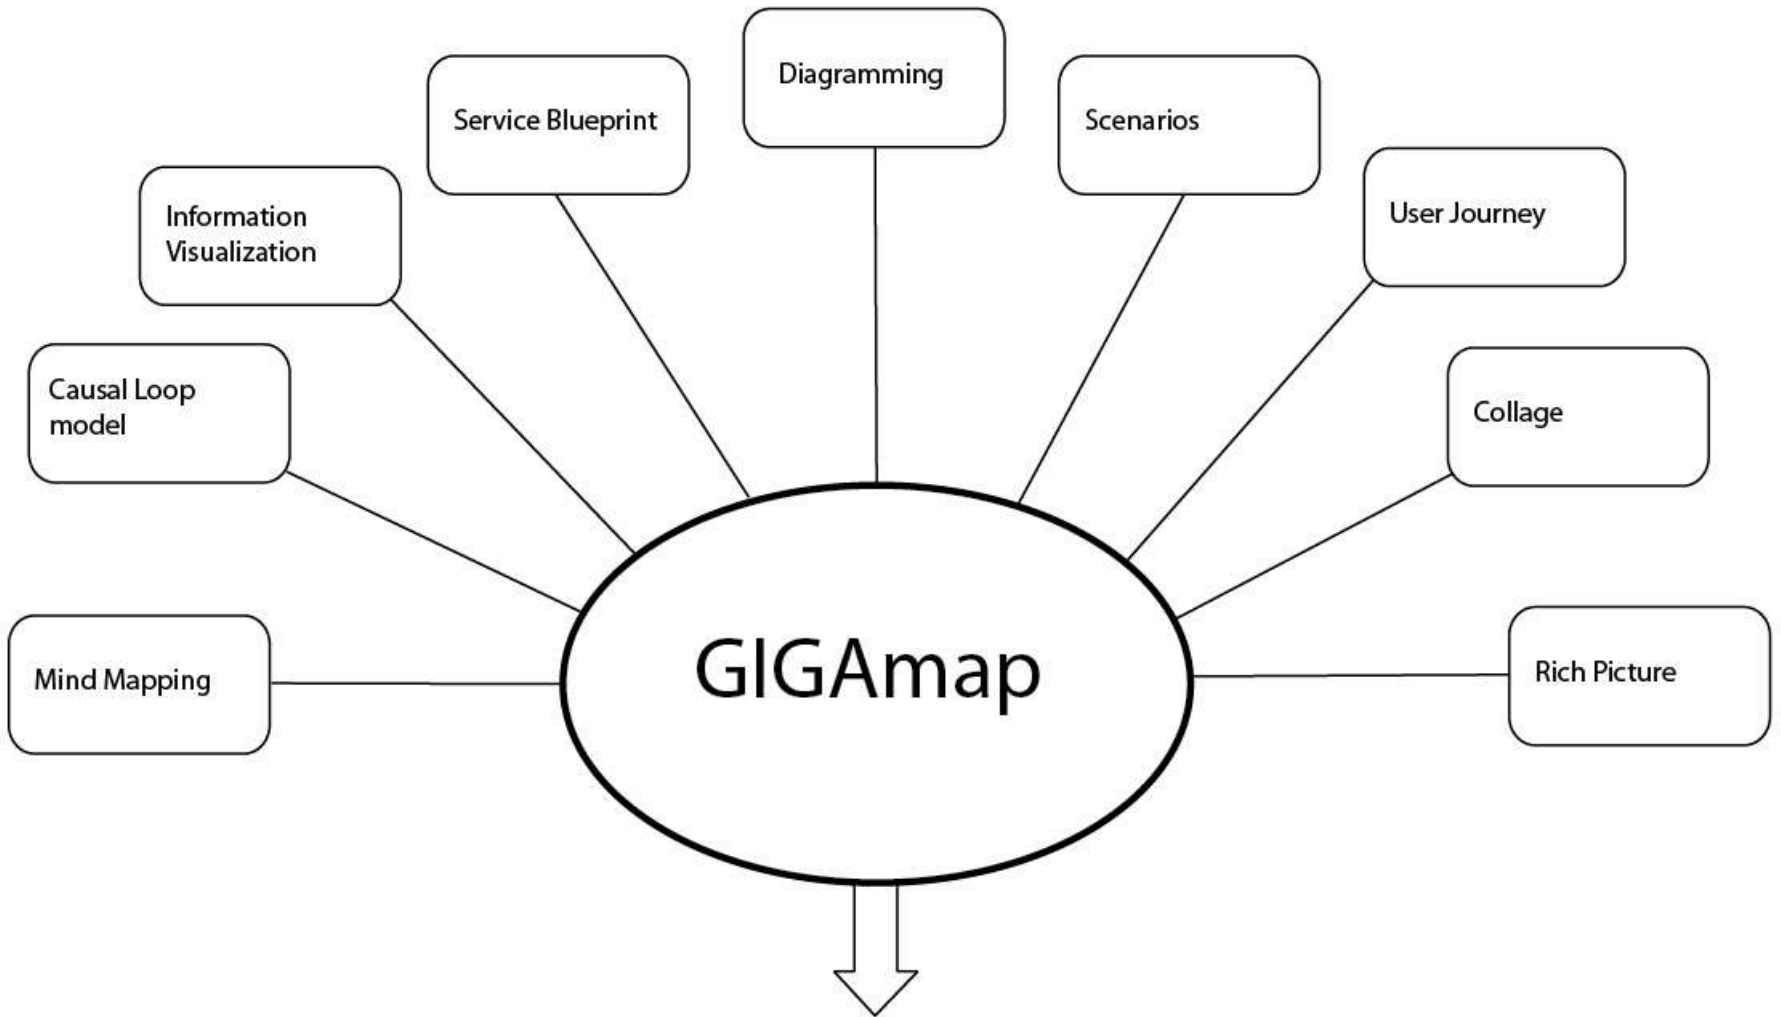 Diagramming
Service Blueprint
Scenarios
Information
Visualization
User Journey
Causal Loop
model
Collage
Mind Mapping
GIGAmap
Rich Picture